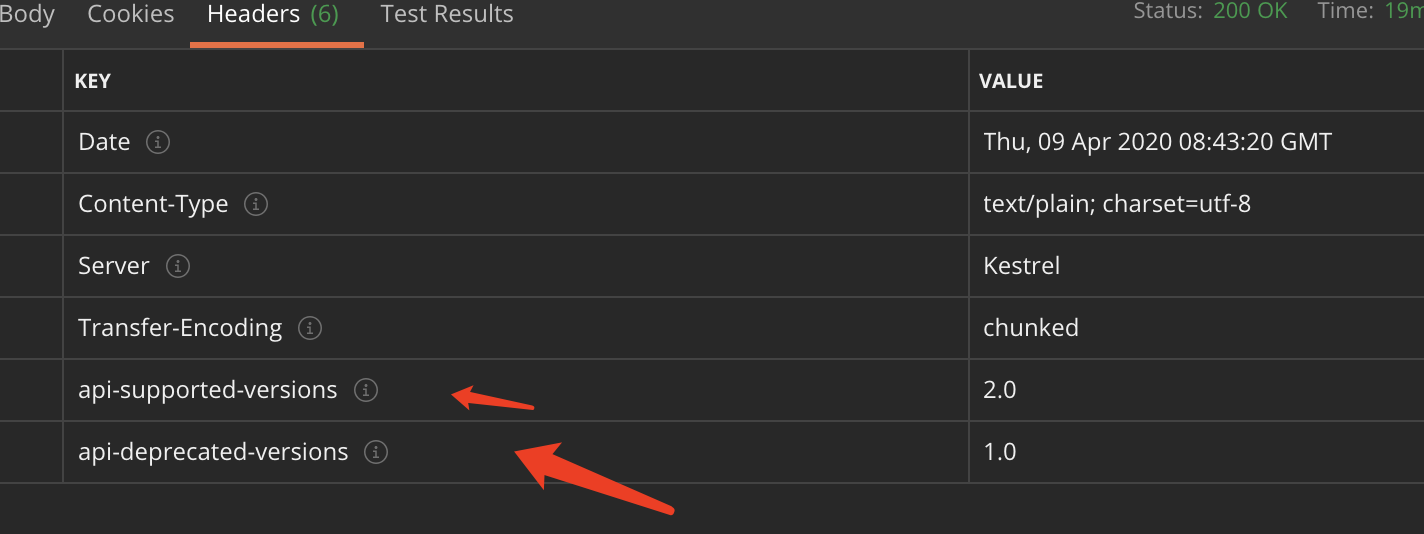 Body Cookies Headers (6) Test Results Status: 200 OK Time: 19m
KEY VALUE
Date Thu, 09 Apr 2020 08:43:20 GMT
Content-Type text/plain; charset=utf-8
Server Kestrel
Transfer-Encoding chunked
api-supported-versions 2.0
api-deprecated-versions 1.0